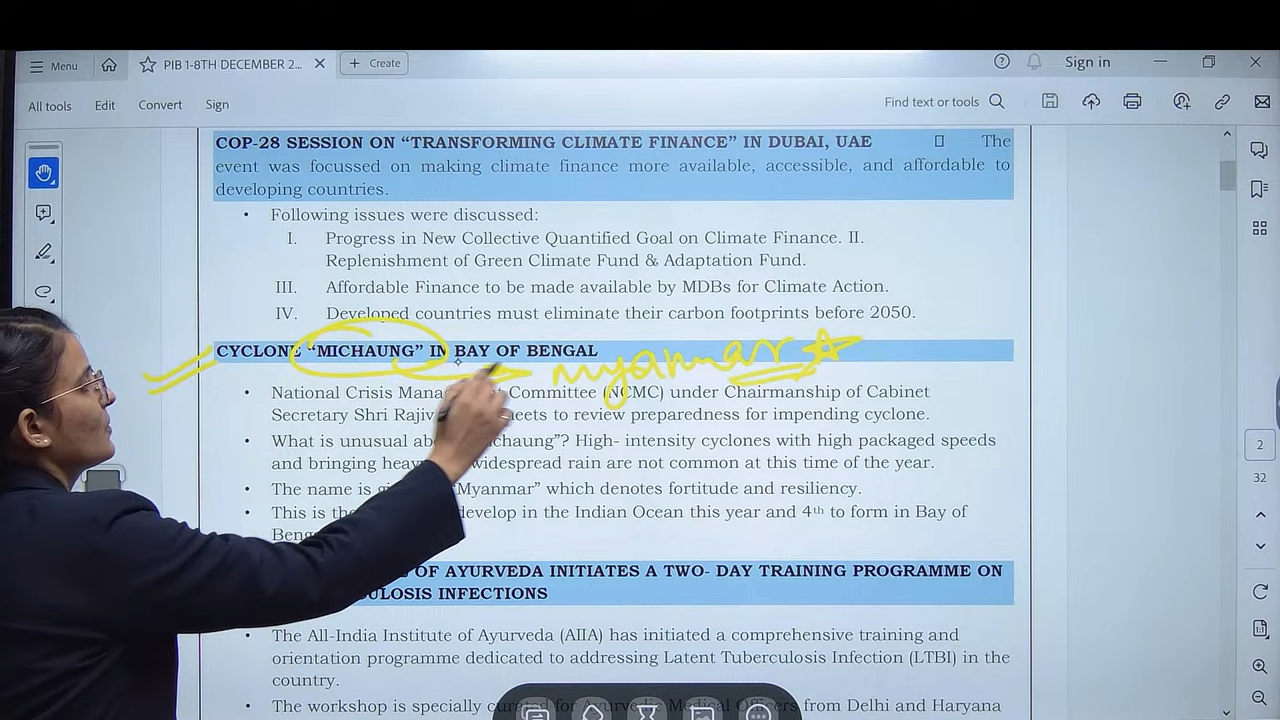 Menu
PIB 1-8TH DECEMBER 2...
Create
Sign in
All tools Edit Convert Sign
Find text or tools
COP-28 SESSION ON “TRANSFORMING CLIMATE FINANCE” IN DUBAI, UAE The
event was focussed on making climate finance more available, accessible, and affordable to
developing countries.
• Following issues were discussed:
I. Progress in New Collective Quantified Goal on Climate Finance. II.
Replenishment of Green Climate Fund & Adaptation Fund.
III. Affordable Finance to be made available by MDBs for Climate Action.
IV. Developed countries must eliminate their carbon footprints before 2050.
CYCLONE “MICHAUNG” IN BAY OF BENGAL
myanmar
• National Crisis Committee (NCMC) under Chairmanship of Cabinet
Secretary Shri Rajiv meets to review preparedness for impending cyclone.
• What is unusual Michaung”? High- intensity cyclones with high packaged speeds
and bringing widespread rain are not common at this time of the year.
• The name is “Myanmar” which denotes fortitude and resiliency.
• This is the develop in the Indian Ocean this year and 4th to form in Bay of
OF AYURVEDA INITIATES A TWO- DAY TRAINING PROGRAMME ON
INFECTIONS
• The All-India Institute of Ayurveda (AIIA) has initiated a comprehensive training and
orientation programme dedicated to addressing Latent Tuberculosis Infection (LTBI) in the
country.
• The workshop is specially for Ayurvedic Medical Officers from Delhi and Haryana
2
32